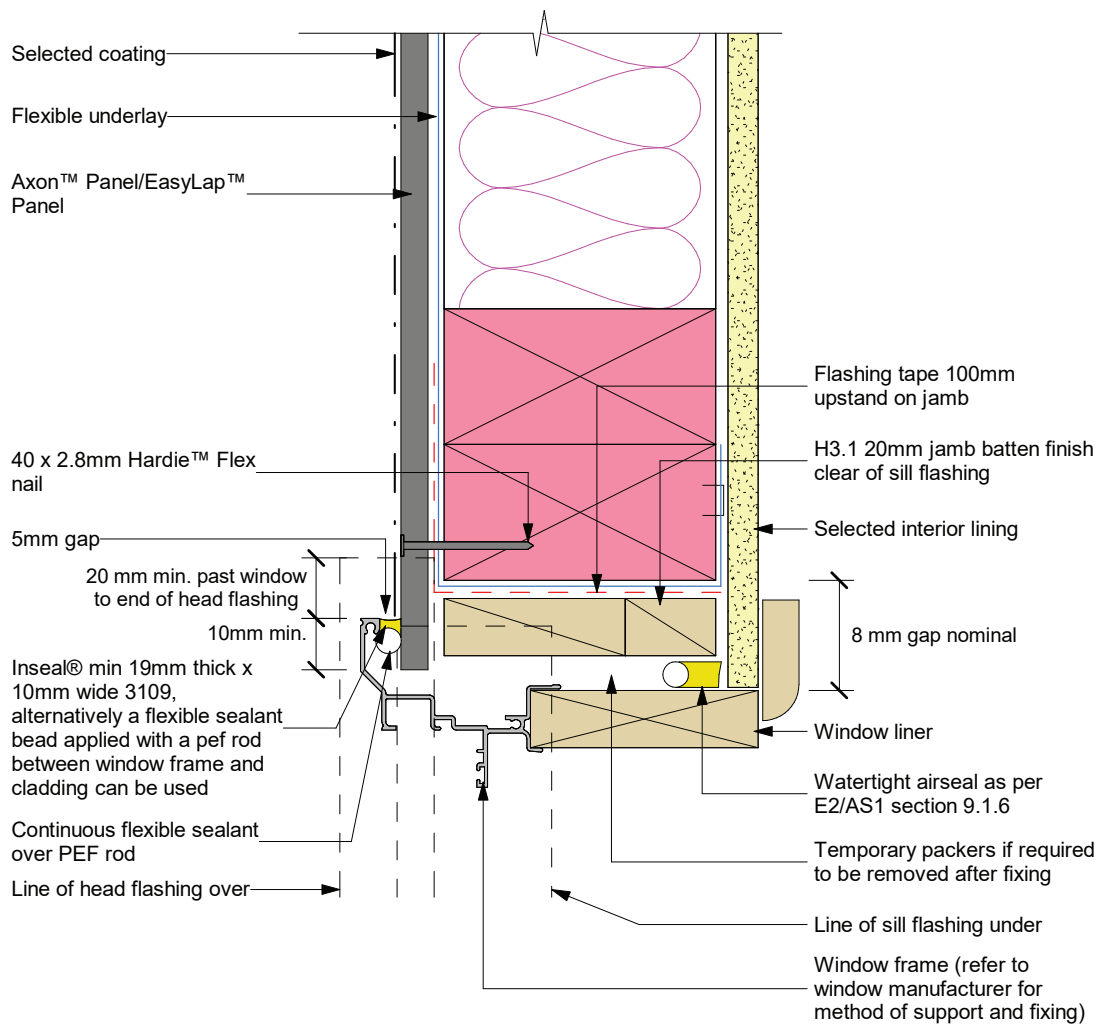 Selected coating
Flexible underlay
Axon™ Panel/EasyLap™
Panel
40 x 2.8mm Hardie™ Flex
nail
5mm gap
20 mm min. past window
to end of head flashing
10mm min.
Inseal® min 19mm thick x
10mm wide 3109,
alternatively a flexible sealant
bead applied with a pef rod
between window frame and
cladding can be used
Continuous flexible sealant
over PEF rod
Line of head flashing over
Flashing tape 100mm
upstand on jamb
H3.1 20mm jamb batten finish
clear of sill flashing
Selected interior lining
8 mm gap nominal
Window liner
Watertight airseal as per
E2/AS1 section 9.1.6
Temporary packers if required
to be removed after fixing
Line of sill flashing under
Window frame (refer to
window manufacturer for
method of support and fixing)